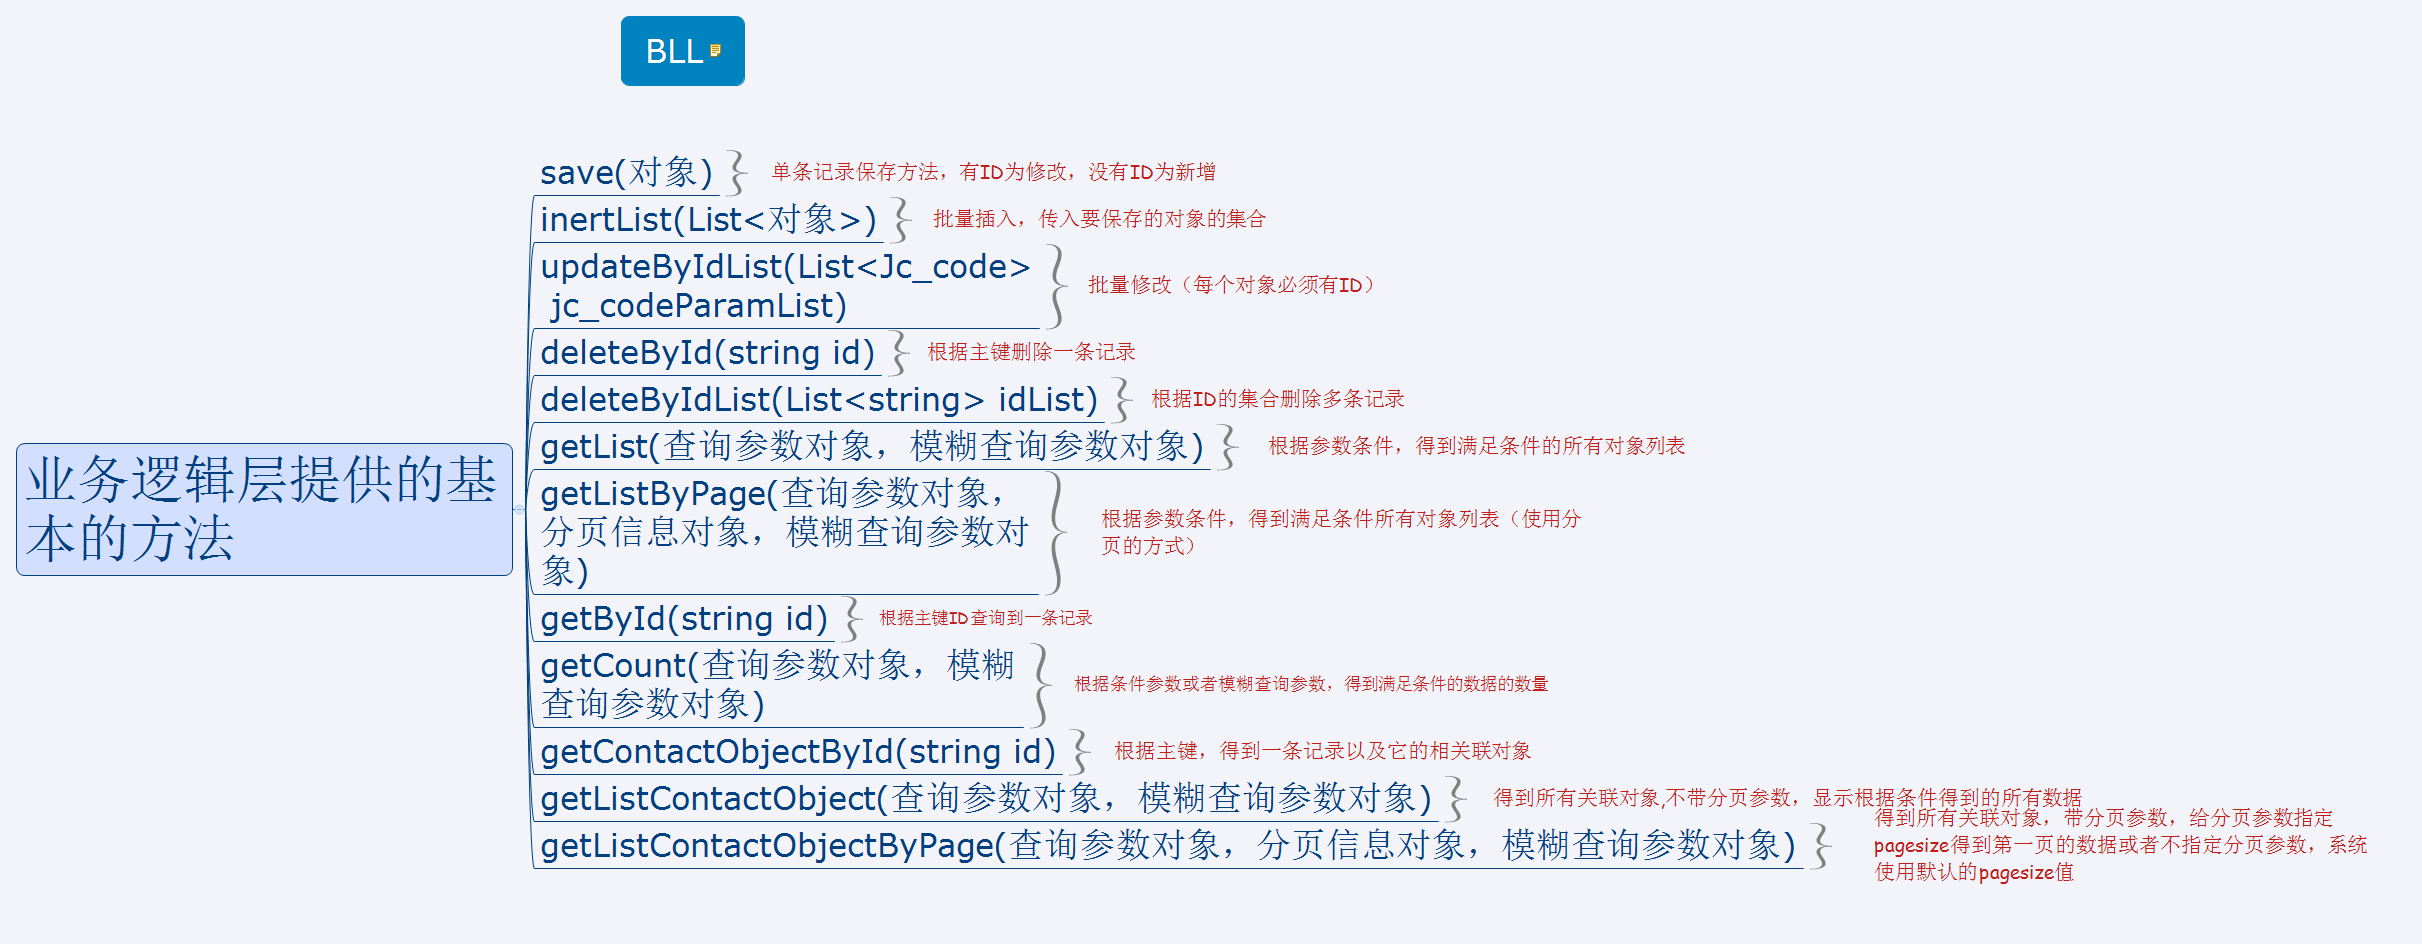 BLL
业务逻辑层提供的基
本的方法
save(对象)
单条记录保存方法，有ID为修改，没有ID为新增
inertList(List<对象>)
批量插入，传入要保存的对象的集合
updateByIdList(List<Jc_code>
jc_codeParamList)
批量修改（每个对象必须有ID）
deleteById(string id)
根据主键删除一条记录
deleteByIdList(List<string> idList)
根据ID的集合删除多条记录
getList(查询参数对象，模糊查询参数对象)
根据参数条件，得到满足条件的所有对象列表
getListByPage(查询参数对象，
分页信息对象，模糊查询参数对
象)
根据参数条件，得到满足条件所有对象列表（使用分
页的方式）
getById(string id)
根据主键ID查询到一条记录
getCount(查询参数对象，模糊
查询参数对象)
根据条件参数或者模糊查询参数，得到满足条件的数据的数量
getContactObjectById(string id)
根据主键，得到一条记录以及它的相关联对象
getListContactObject(查询参数对象，模糊查询参数对象)
得到所有关联对象,不带分页参数，显示根据条件得到的所有数据
getListContactObjectByPage(查询参数对象，分页信息对象，模糊查询参数对象)
得到所有关联对象，带分页参数，给分页参数指定
pagesize得到第一页的数据或者不指定分页参数，系统
使用默认的pagesize值